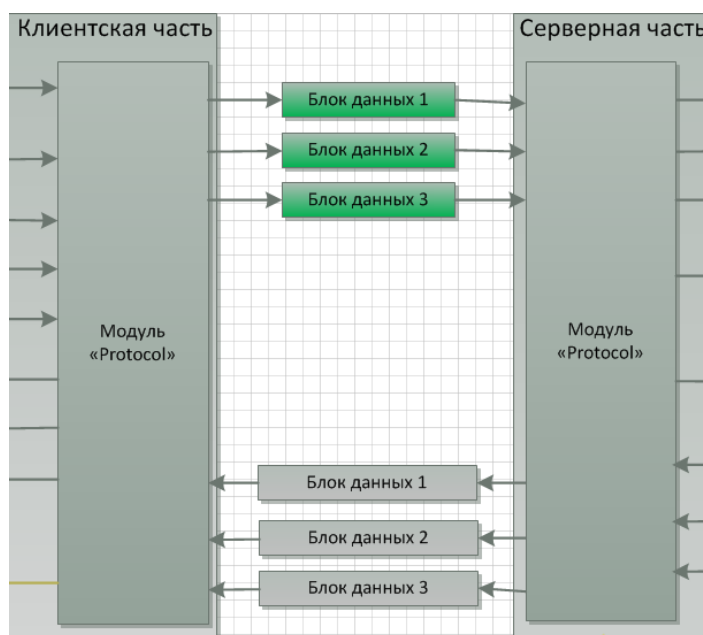 Клиентская часть
Серверная часть
Блок данных 1
Блок данных 2
Блок данных 3
Модуль
«Protocol»
Модуль
«Protocol»
Блок данных 1
Блок данных 2
Блок данных 3